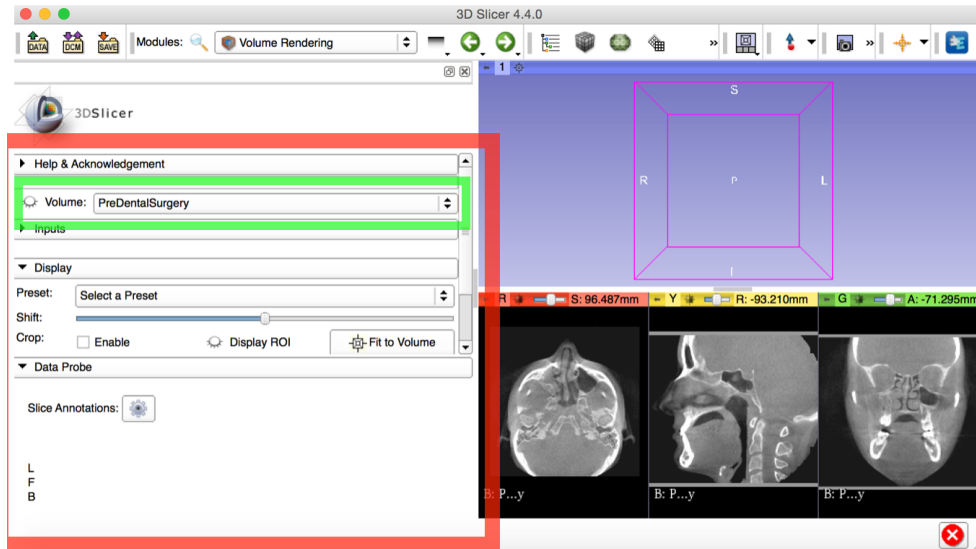 3D Slicer 4.4.0
DATA DCM SAVE Modules: Volume Rendering » »
1
3DSlicer
S
R P L
I
Help & Acknowledgement
Volume: PreDentalSurgery
Inputs
Display
Preset: Select a Preset
Shift:
Crop: Enable Display ROI Fit to Volume
Data Probe
Slice Annotations:
L
F
B
R S: 96.487mm Y R: -93.210mm G A: -71.295mm
B: P...y B: P...y B: P...y